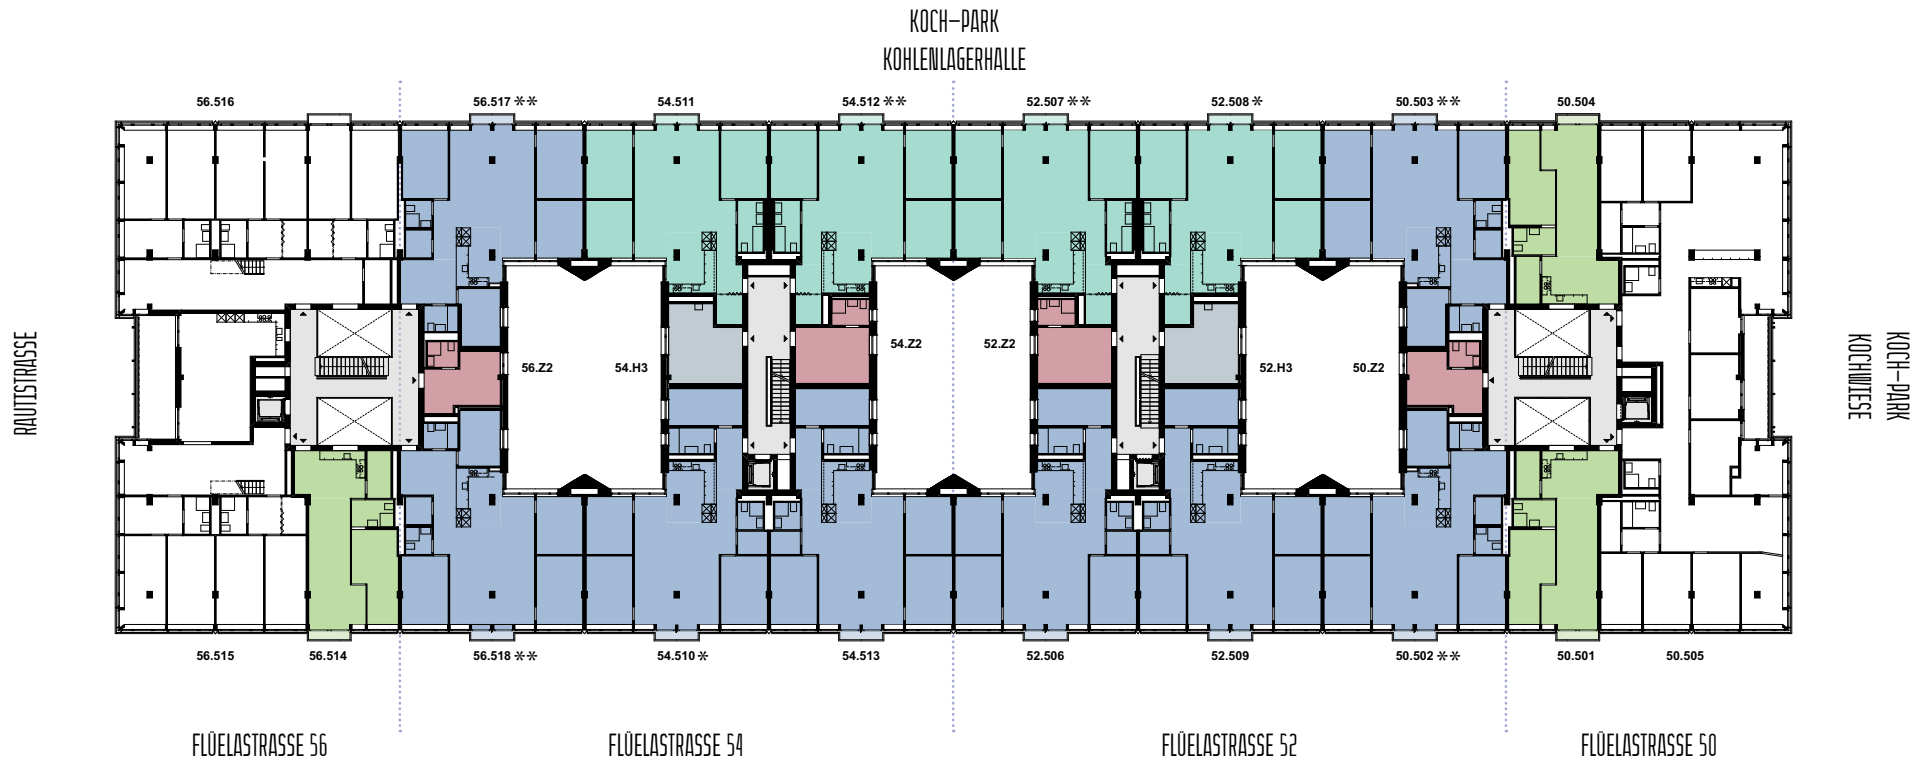 KOCH–PARK
KOHLENLAGERHALLE
56.516
56.517 **
54.511
54.512 **
52.507 **
52.508 *
50.503 **
50.504
RAUTISTRASSE
56.Z2
54.H3
54.Z2
52.Z2
52.H3
50.Z2
KOCH–PARK
KOCHWIESE
56.515
56.514
56.518 **
54.510 *
54.513
52.506
52.509
50.502 **
50.501
50.505
FLÜELASTRASSE 56
FLÜELASTRASSE 54
FLÜELASTRASSE 52
FLÜELASTRASSE 50